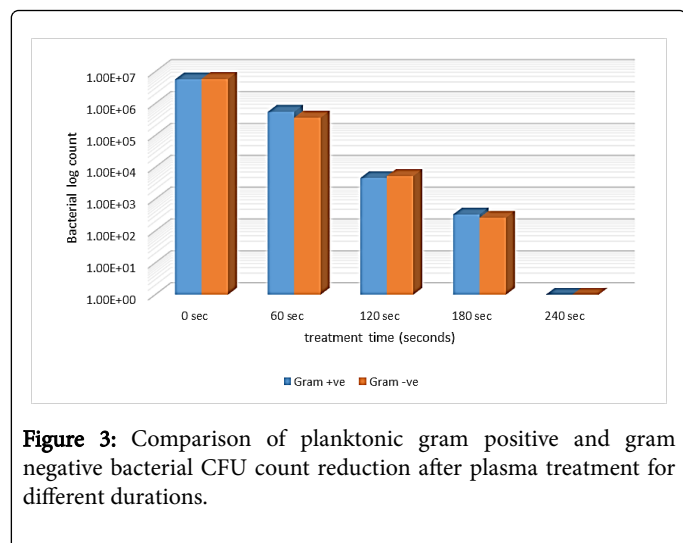 1.00E+07
1.00E+06
1.00E+05
1.00E+04
1.00E+03
1.00E+02
1.00E+01
1.00E+00
Bacterial log count
0 sec 60 sec 120 sec 180 sec 240 sec
treatment time (seconds)
Gram +ve Gram -ve
Figure 3: Comparison of planktonic gram positive and gram
negative bacterial CFU count reduction after plasma treatment for
different durations.